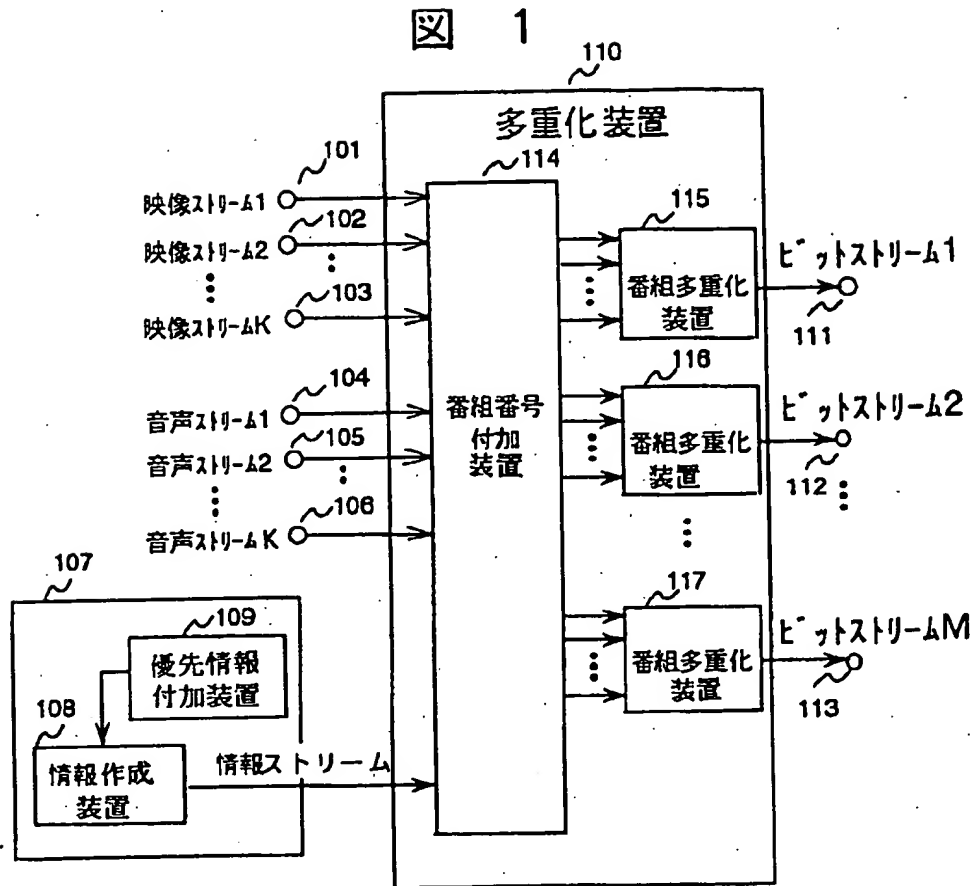 図 1
110
多重化装置
114
101
映像ストリーム1
102
映像ストリーム2
103
映像ストリームK
104
音声ストリーム1
105
音声ストリーム2
106
音声ストリームK
番組番号
付加
装置
115
番組多重化
装置
ビットストリーム1
111
116
番組多重化
装置
ビットストリーム2
112
117
番組多重化
装置
ビットストリームM
113
107
109
優先情報
付加装置
108
情報作成
装置
情報ストリーム